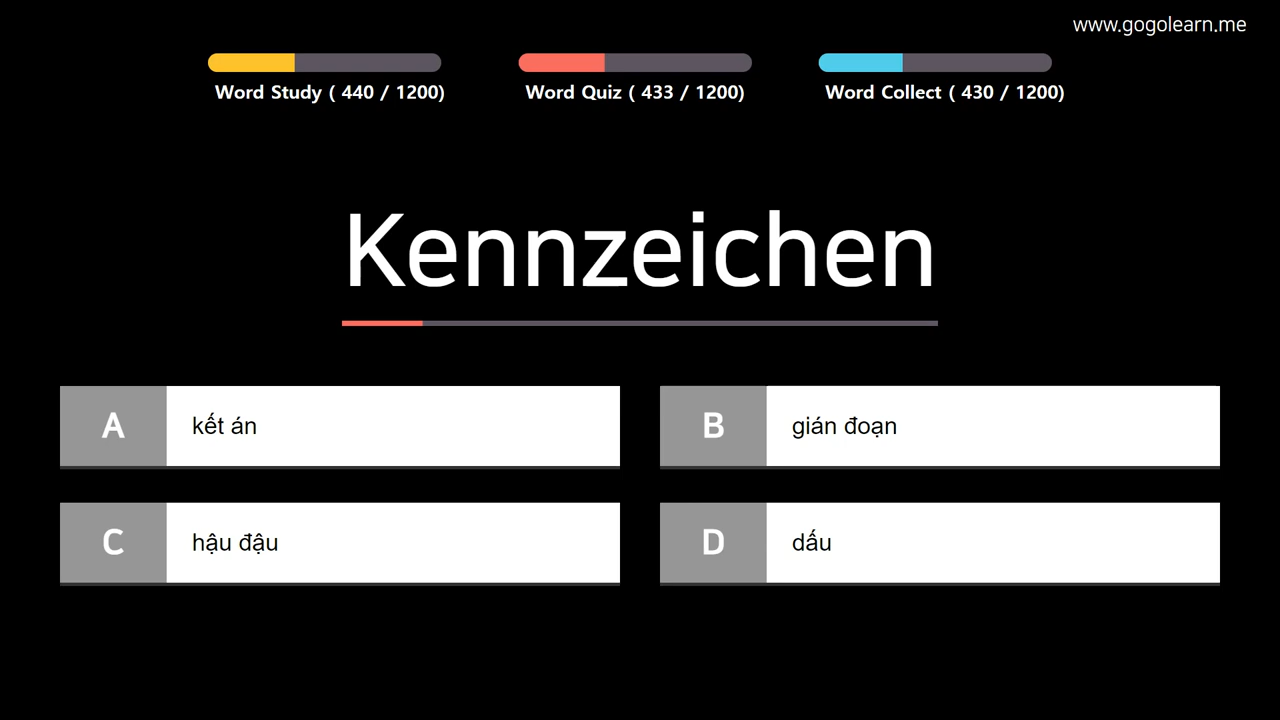 www.gogolearn.me
Word Study ( 440 / 1200)
Word Quiz ( 433 / 1200)
Word Collect ( 430 / 1200)
Kennzeichen
A kết án
B gián đoạn
C hậu đậu
D dấu